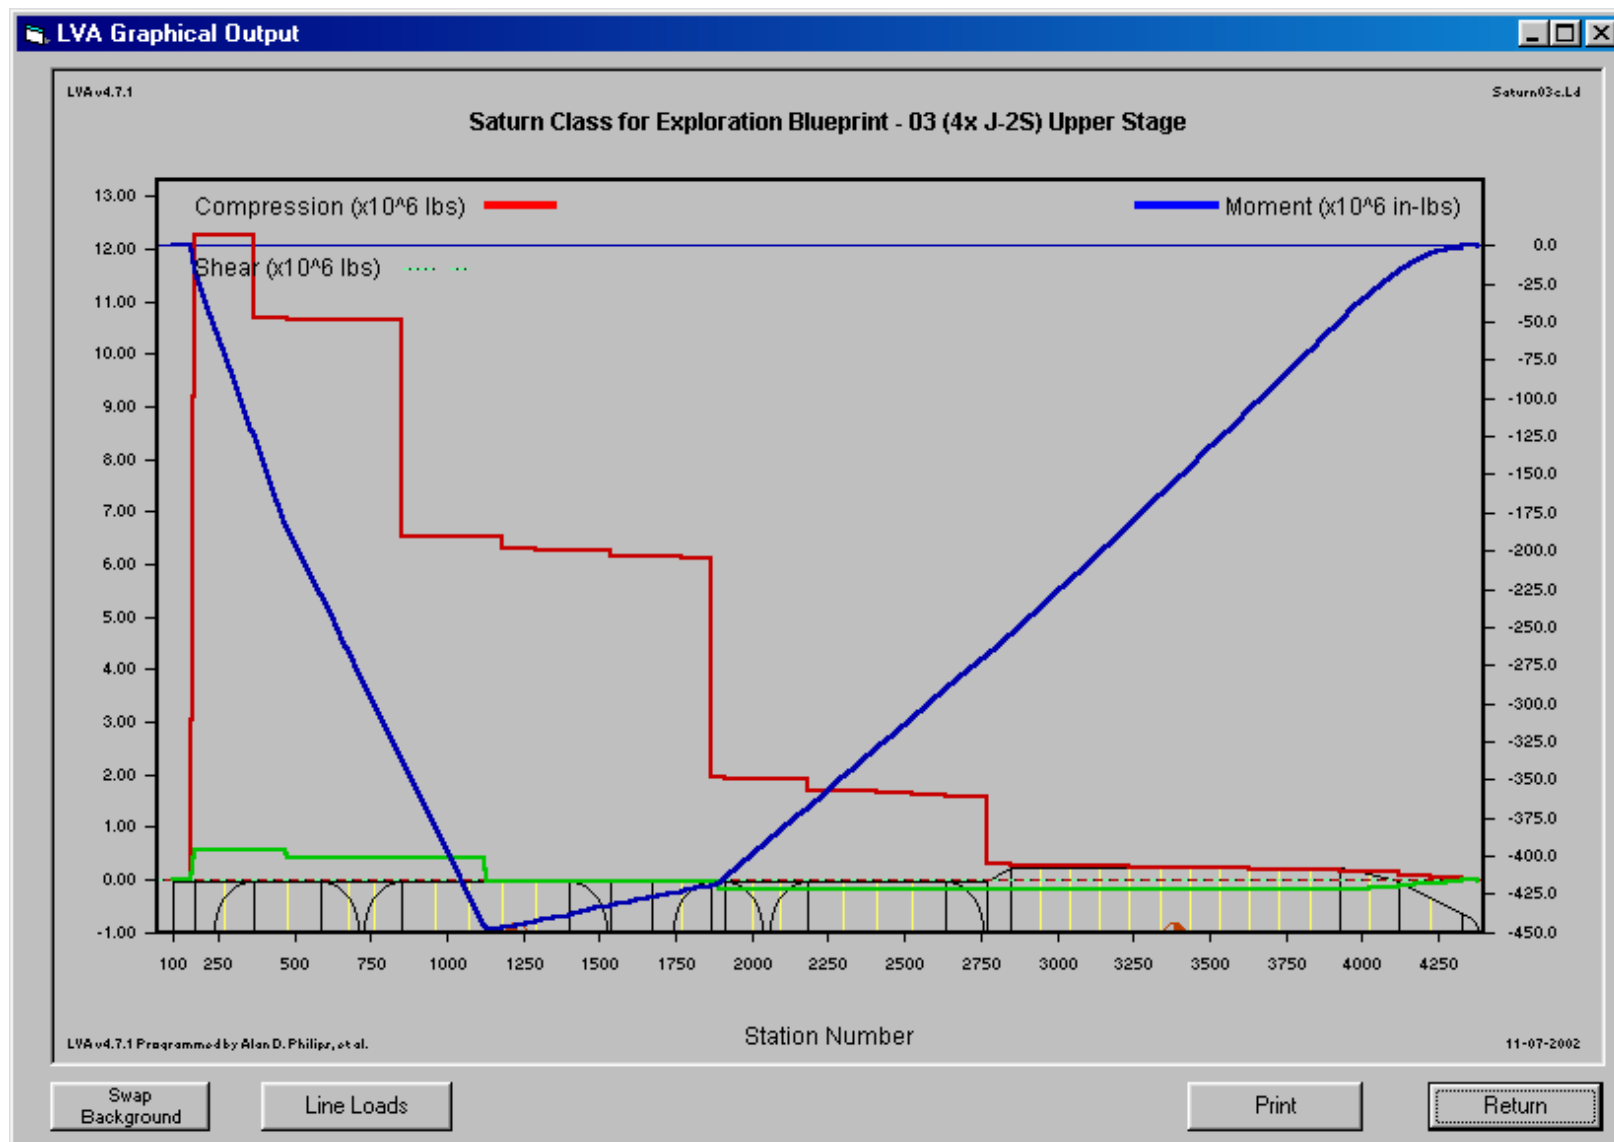 LVA Graphical Output
LVA v4.7.1
Saturn03c.Ld
Saturn Class for Exploration Blueprint - 03 (4x J-2S) Upper Stage
Compression (x10^6 lbs)
Moment (x10^6 in-lbs)
Shear (x10^6 lbs)
13.00
12.00
11.00
10.00
9.00
8.00
7.00
6.00
5.00
4.00
3.00
2.00
1.00
0.00
-1.00
0.0
-25.0
-50.0
-75.0
-100.0
-125.0
-150.0
-175.0
-200.0
-225.0
-250.0
-275.0
-300.0
-325.0
-350.0
-375.0
-400.0
-425.0
-450.0
100 250 500 750 1000 1250 1500 1750 2000 2250 2500 2750 3000 3250 3500 3750 4000 4250
Station Number
LVA v4.7.1 Programmed by Alan D. Philips, et al.
11-07-2002
Swap
Background
Line Loads
Print
Return